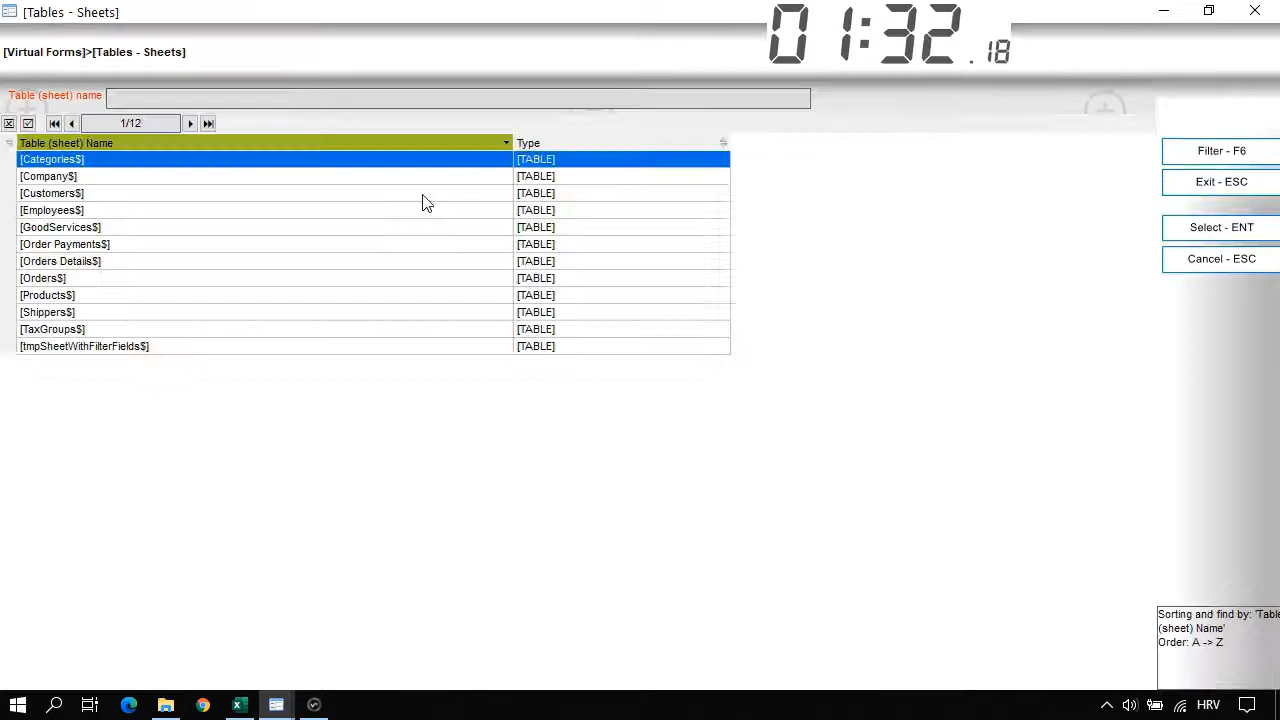 [Tables - Sheets]
01:32.18
[Virtual Forms]>[Tables - Sheets]
Table (sheet) name
1/12
Table (sheet) Name Type
[Categories$] [TABLE]
[Company$] [TABLE]
[Customers$] [TABLE]
[Employees$] [TABLE]
[GoodServices$] [TABLE]
[Order Payments$] [TABLE]
[Orders Details$] [TABLE]
[Orders$] [TABLE]
[Products$] [TABLE]
[Shippers$] [TABLE]
[TaxGroups$] [TABLE]
[tmpSheetWithFilterFields$] [TABLE]
Filter - F6
Exit - ESC
Select - ENT
Cancel - ESC
Sorting and find by: 'Table
(sheet) Name'
Order: A -> Z
HRV